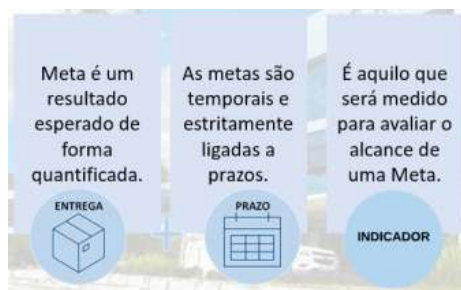 Meta é um
resultado
esperado de
forma
quantificada.
ENTREGA
As metas são
temporais e
estritamente
ligadas a
prazos.
PRAZO
É aquilo que
será medido
para avaliar o
alcance de
uma Meta.
INDICADOR